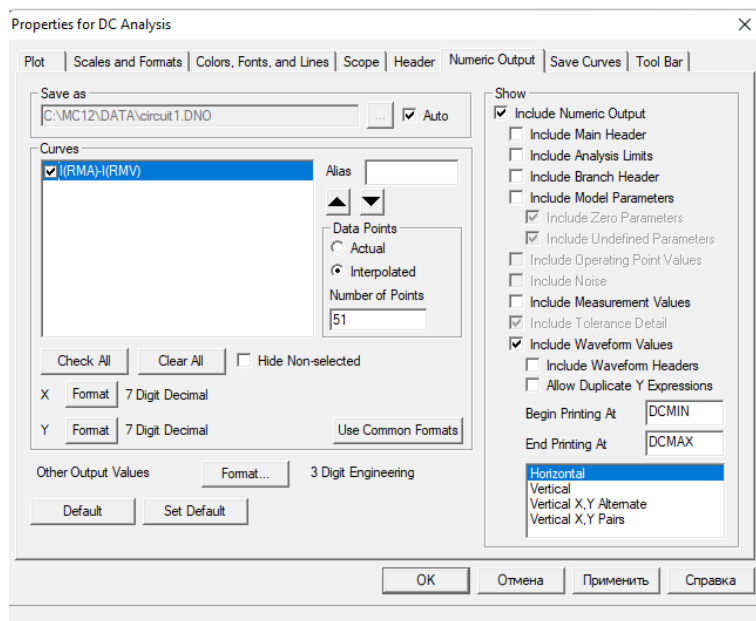 Properties for DC Analysis
Plot
Scales and Formats
Colors, Fonts, and Lines
Scope
Header
Numeric Output
Save Curves
Tool Bar
Save as
C:\MC12\DATA\circuit1.DNO
...
Auto
Curves
I(RMA)-I(RMV)
Alias
Data Points
Actual
Interpolated
Number of Points
51
Check All
Clear All
Hide Non-selected
X
Format
7 Digit Decimal
Y
Format
7 Digit Decimal
Use Common Formats
Other Output Values
Format...
3 Digit Engineering
Default
Set Default
Show
Include Numeric Output
Include Main Header
Include Analysis Limits
Include Branch Header
Include Model Parameters
Include Zero Parameters
Include Undefined Parameters
Include Operating Point Values
Include Noise
Include Measurement Values
Include Tolerance Detail
Include Waveform Values
Include Waveform Headers
Allow Duplicate Y Expressions
Begin Printing At
DCMIN
End Printing At
DCMAX
Horizontal
Vertical
Vertical X,Y Alternate
Vertical X,Y Pairs
OK
Отмена
Применить
Справка